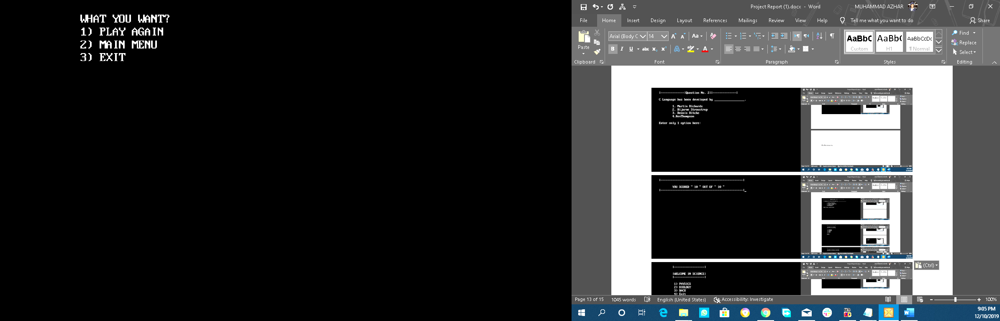 WHAT YOU WANT?
1) PLAY AGAIN
2) MAIN MENU
3) EXIT
Project Report (1).docx - Word
MUHAMMAD AZHAR
File Home Insert Design Layout References Mailings Review View Help Tell me what you want to do Share
Paste
Clipboard
Arial (Body C 14
Font
Paragraph
AaBbC AaBbC AaBbCcDc
Custom H1 ¶ Normal
Styles
Find
Replace
Select
Editing
|--------------|Question No. 2||--------------|
C Language has been developed by __________________.
1. Martin Richards
2. Bijarne Stroustrup
3. Dennis Ritche
4.KenThompson
Enter only 1 option here:
YOU SCORED " 10 " OUT OF " 10 "
|WELCOME IN SCIENCE|
1) PHYSICS
2) BIOLOGY
3) BACK
4) Exit
(Ctrl)
Page 13 of 15 1045 words English (United States) Accessibility: Investigate 100%
9:05 PM
12/10/2019